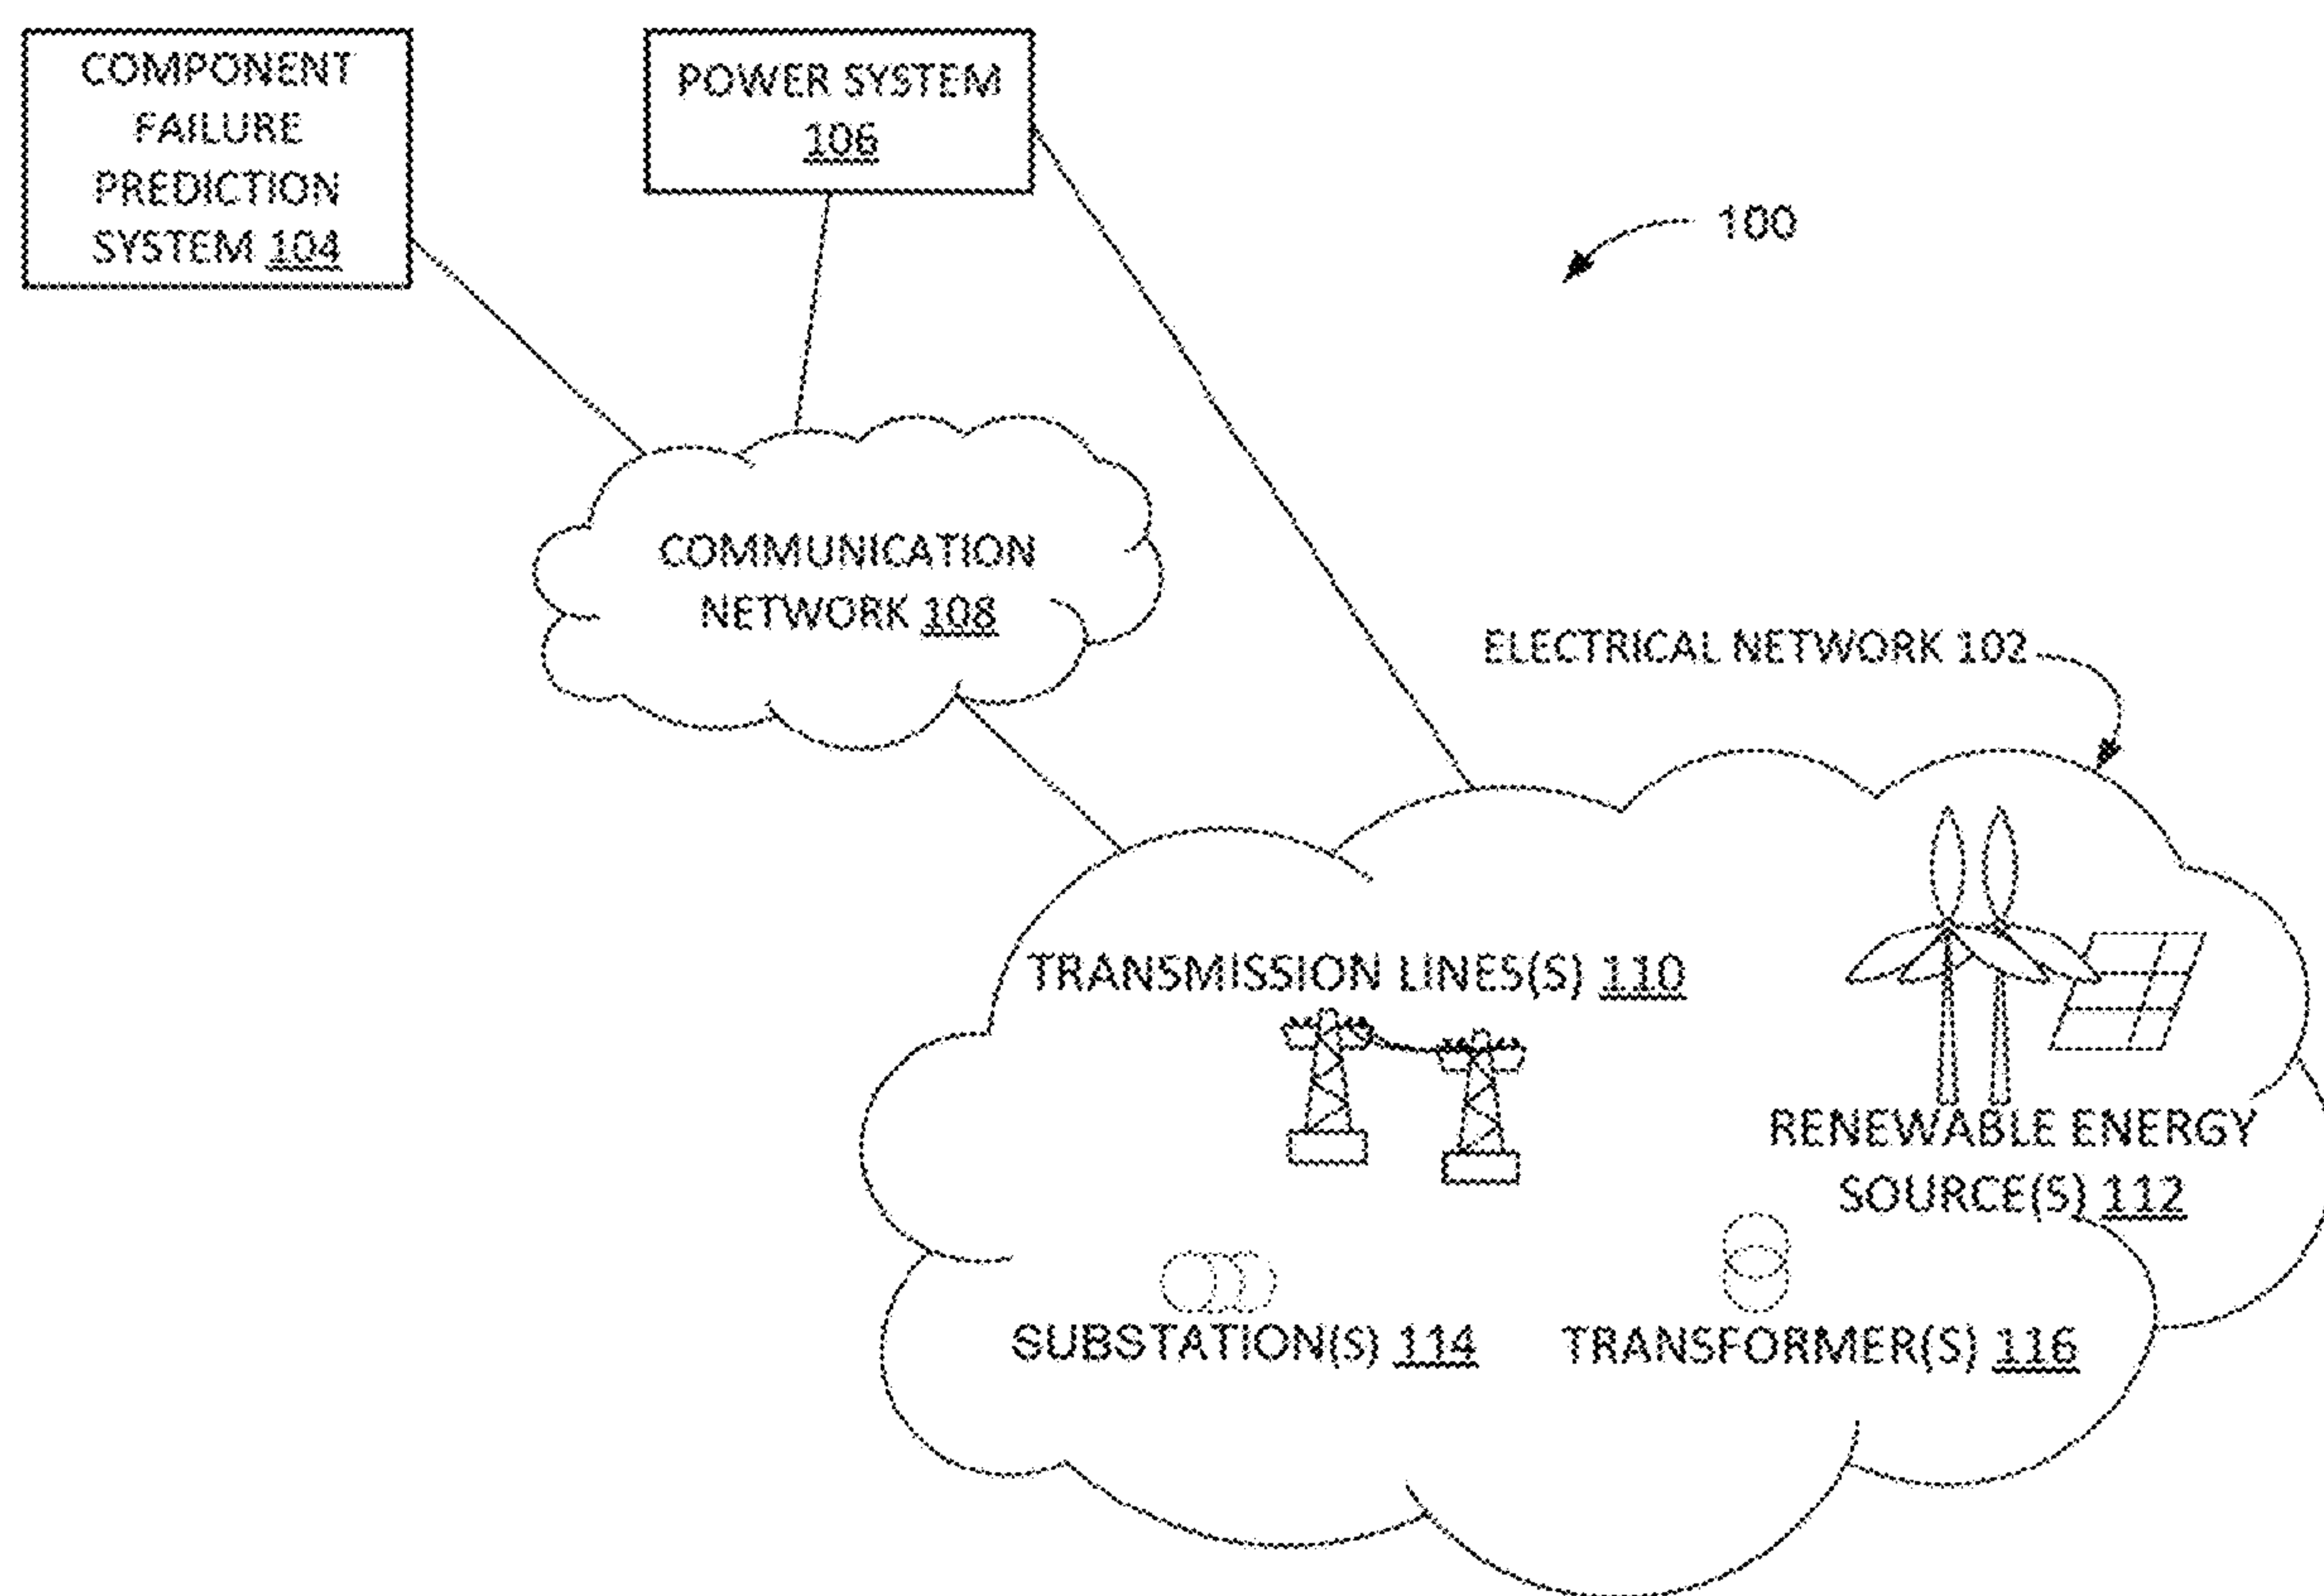 COMPONENT
FAILURE
PREDICTION
SYSTEM 104
POWER SYSTEM
106
100
COMMUNICATION
NETWORK 108
ELECTRICAL NETWORK 102
TRANSMISSION LINES(S) 110
RENEWABLE ENERGY
SOURCE(S) 112
SUBSTATION(S) 114
TRANSFORMER(S) 116